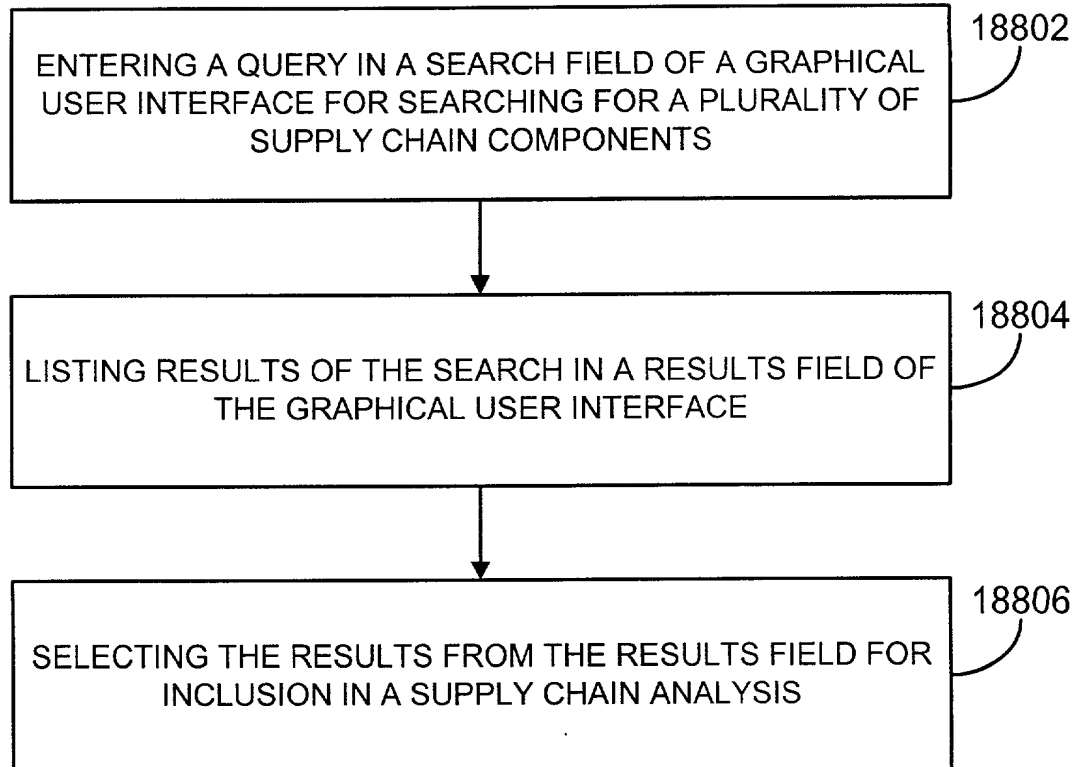 18802
ENTERING A QUERY IN A SEARCH FIELD OF A GRAPHICAL
USER INTERFACE FOR SEARCHING FOR A PLURALITY OF
SUPPLY CHAIN COMPONENTS
18804
LISTING RESULTS OF THE SEARCH IN A RESULTS FIELD OF
THE GRAPHICAL USER INTERFACE
18806
SELECTING THE RESULTS FROM THE RESULTS FIELD FOR
INCLUSION IN A SUPPLY CHAIN ANALYSIS